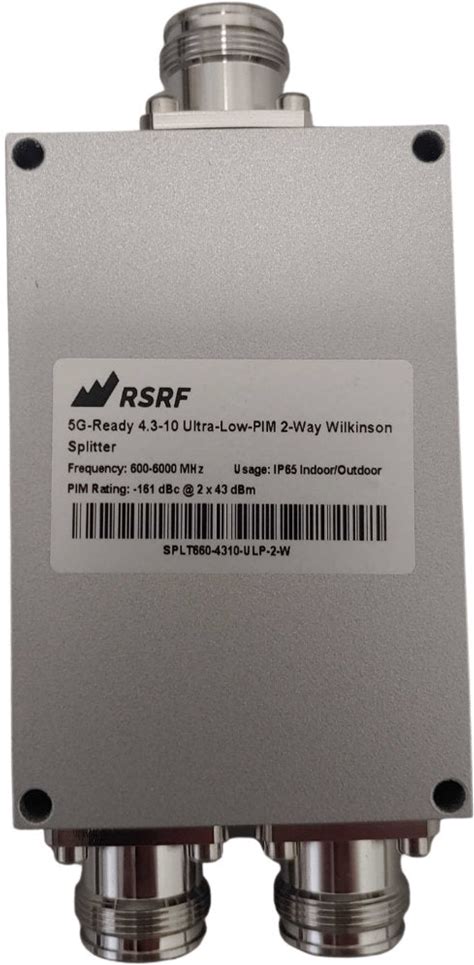 RSRF
5G-Ready 4.3-10 Ultra-Low-PIM 2-Way Wilkinson
Splitter
Frequency: 600-6000 MHz Usage: IP65 Indoor/Outdoor
PIM Rating: -161 dBc @ 2 x 43 dBm
SPLT660-4310-ULP-2-W